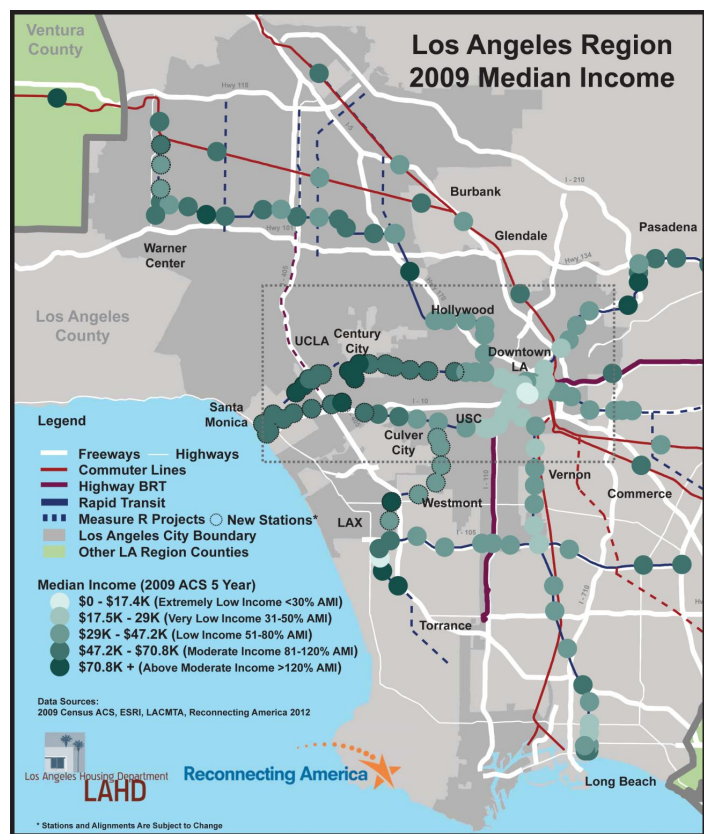 Los Angeles Region
2009 Median Income
Ventura
County
Hwy 118
I-5
I - 210
Burbank
Pasadena
Glendale
Hwy 134
Warner
Center
Hwy 101
I - 405
Hwy 170
Los Angeles
County
Hollywood
UCLA
Century
City
Downtown
LA
Santa
Monica
I - 10
USC
Culver
City
Vernon
I - 110
Commerce
Westmont
LAX
I - 105
I - 710
Torrance
Long Beach
Legend
Freeways
Highways
Commuter Lines
Highway BRT
Rapid Transit
Measure R Projects
New Stations*
Los Angeles City Boundary
Other LA Region Counties
Median Income (2009 ACS 5 Year)
$0 - $17.4K (Extremely Low Income <30% AMI)
$17.5K - 29K (Very Low Income 31-50% AMI)
$29K - $47.2K (Low Income 51-80% AMI)
$47.2K - $70.8K (Moderate Income 81-120% AMI)
$70.8K + (Above Moderate Income >120% AMI)
Data Sources:
2009 Census ACS, ESRI, LACMTA, Reconnecting America 2012
Los Angeles Housing Department
LAHD
Reconnecting America
* Stations and Alignments Are Subject to Change